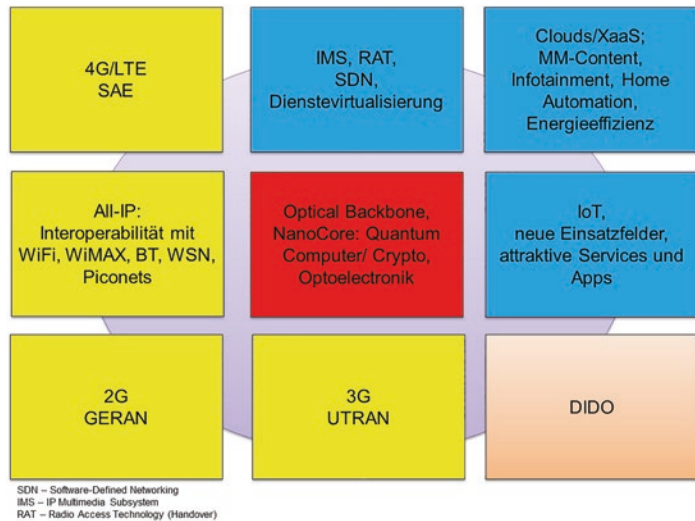 4G/LTE
SAE
IMS, RAT,
SDN,
Dienstevirtualisierung
Clouds/XaaS;
MM-Content,
Infotainment, Home
Automation,
Energieeffizienz
All-IP:
Interoperabilität mit
WiFi, WiMAX, BT, WSN,
Piconets
Optical Backbone,
NanoCore: Quantum
Computer/ Crypto,
Optoelectronik
IoT,
neue Einsatzfelder,
attraktive Services und
Apps
2G
GERAN
3G
UTRAN
DIDO
SDN – Software-Defined Networking
IMS – IP Multimedia Subsystem
RAT – Radio Access Technology (Handover)